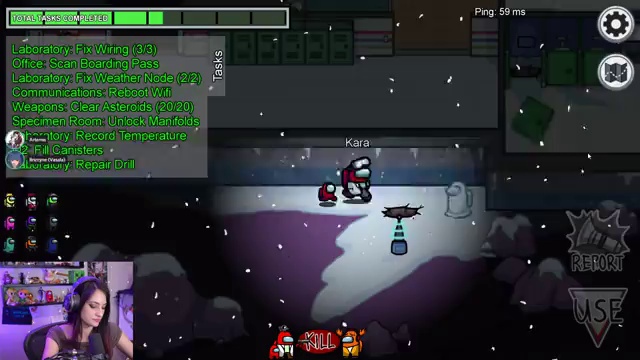 TOTAL TASKS COMPLETED
Ping: 59 ms
Laboratory: Fix Wiring (3/3)
Office: Scan Boarding Pass
Laboratory: Fix Weather Node (2/2)
Communications: Reboot Wifi
Weapons: Clear Asteroids (20/20)
Specimen Room: Unlock Manifolds
Laboratory: Record Temperature
Fill Canisters
Laboratory: Repair Drill
Tasks
Kara
REPORT
USE
KILL